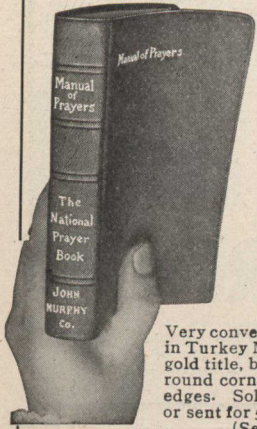 Manual of Prayers
Manual
of
Prayers
The
National
Prayer
Book
JOHN
MURPHY
Co.
Very conve
in Turkey M
gold title, b
round corn
edges. Sol
or sent for
(Se